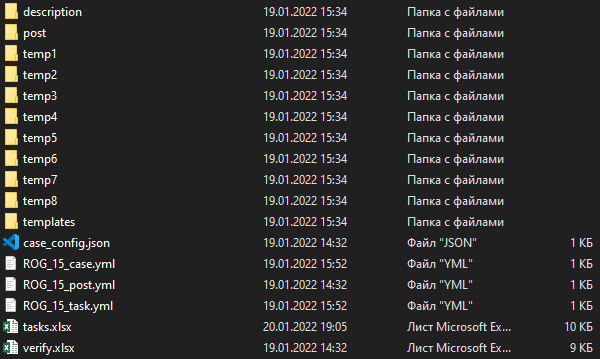 description 19.01.2022 15:34 Папка с файлами
post 19.01.2022 15:34 Папка с файлами
temp1 19.01.2022 15:34 Папка с файлами
temp2 19.01.2022 15:34 Папка с файлами
temp3 19.01.2022 15:34 Папка с файлами
temp4 19.01.2022 15:34 Папка с файлами
temp5 19.01.2022 15:34 Папка с файлами
temp6 19.01.2022 15:34 Папка с файлами
temp7 19.01.2022 15:34 Папка с файлами
temp8 19.01.2022 15:34 Папка с файлами
templates 19.01.2022 15:34 Папка с файлами
case_config.json 19.01.2022 14:32 Файл "JSON" 1 КБ
ROG_15_case.yml 19.01.2022 15:52 Файл "YML" 1 КБ
ROG_15_post.yml 19.01.2022 14:32 Файл "YML" 1 КБ
ROG_15_task.yml 19.01.2022 15:52 Файл "YML" 1 КБ
tasks.xlsx 20.01.2022 19:05 Лист Microsoft Ex... 10 КБ
verify.xlsx 19.01.2022 14:32 Лист Microsoft Ex... 9 КБ